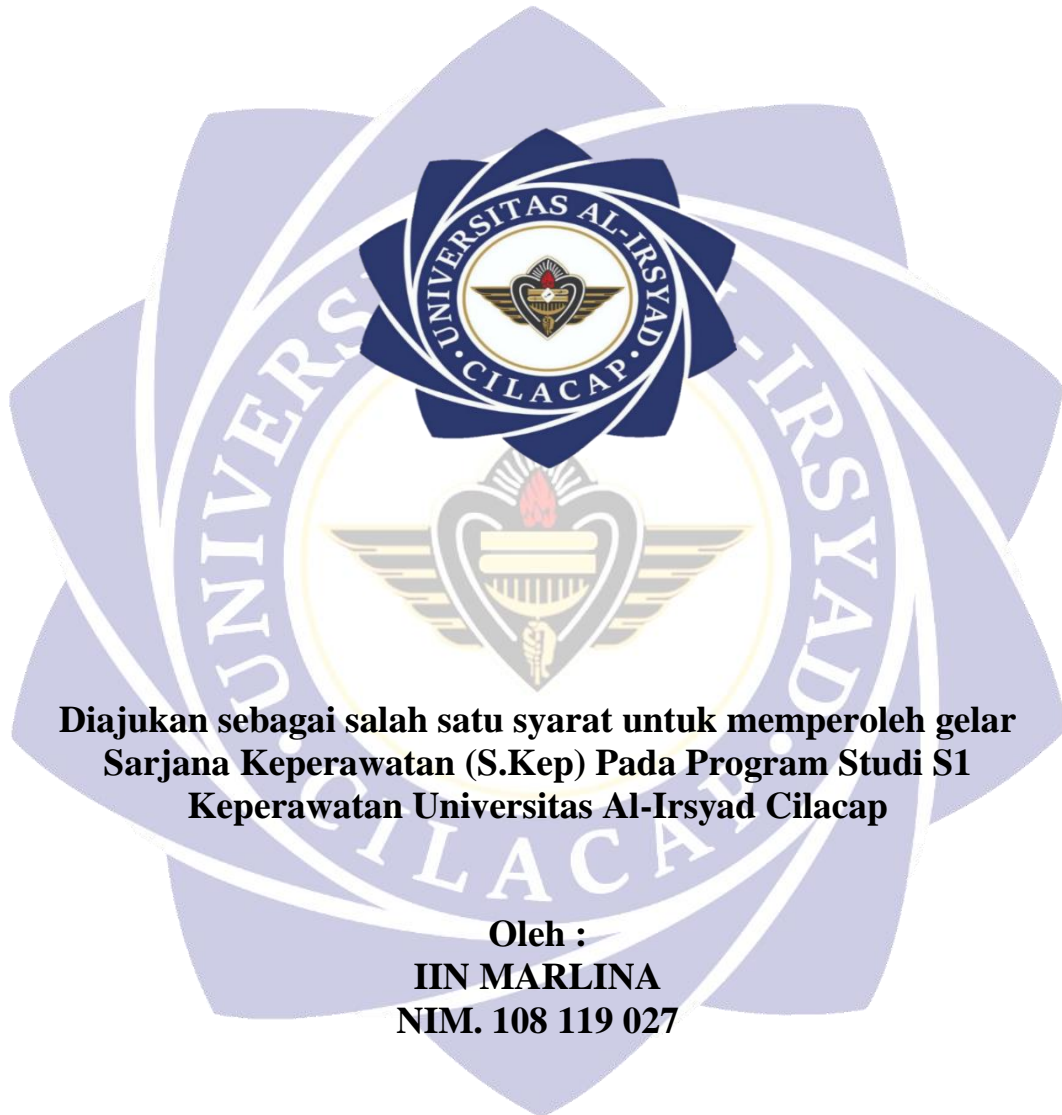 UNIVERSITAS AL-IRSYAD
• CILACAP •
Diajukan sebagai salah satu syarat untuk memperoleh gelar
Sarjana Keperawatan (S.Kep) Pada Program Studi S1
Keperawatan Universitas Al-Irsyad Cilacap
Oleh :
IIN MARLINA
NIM. 108 119 027